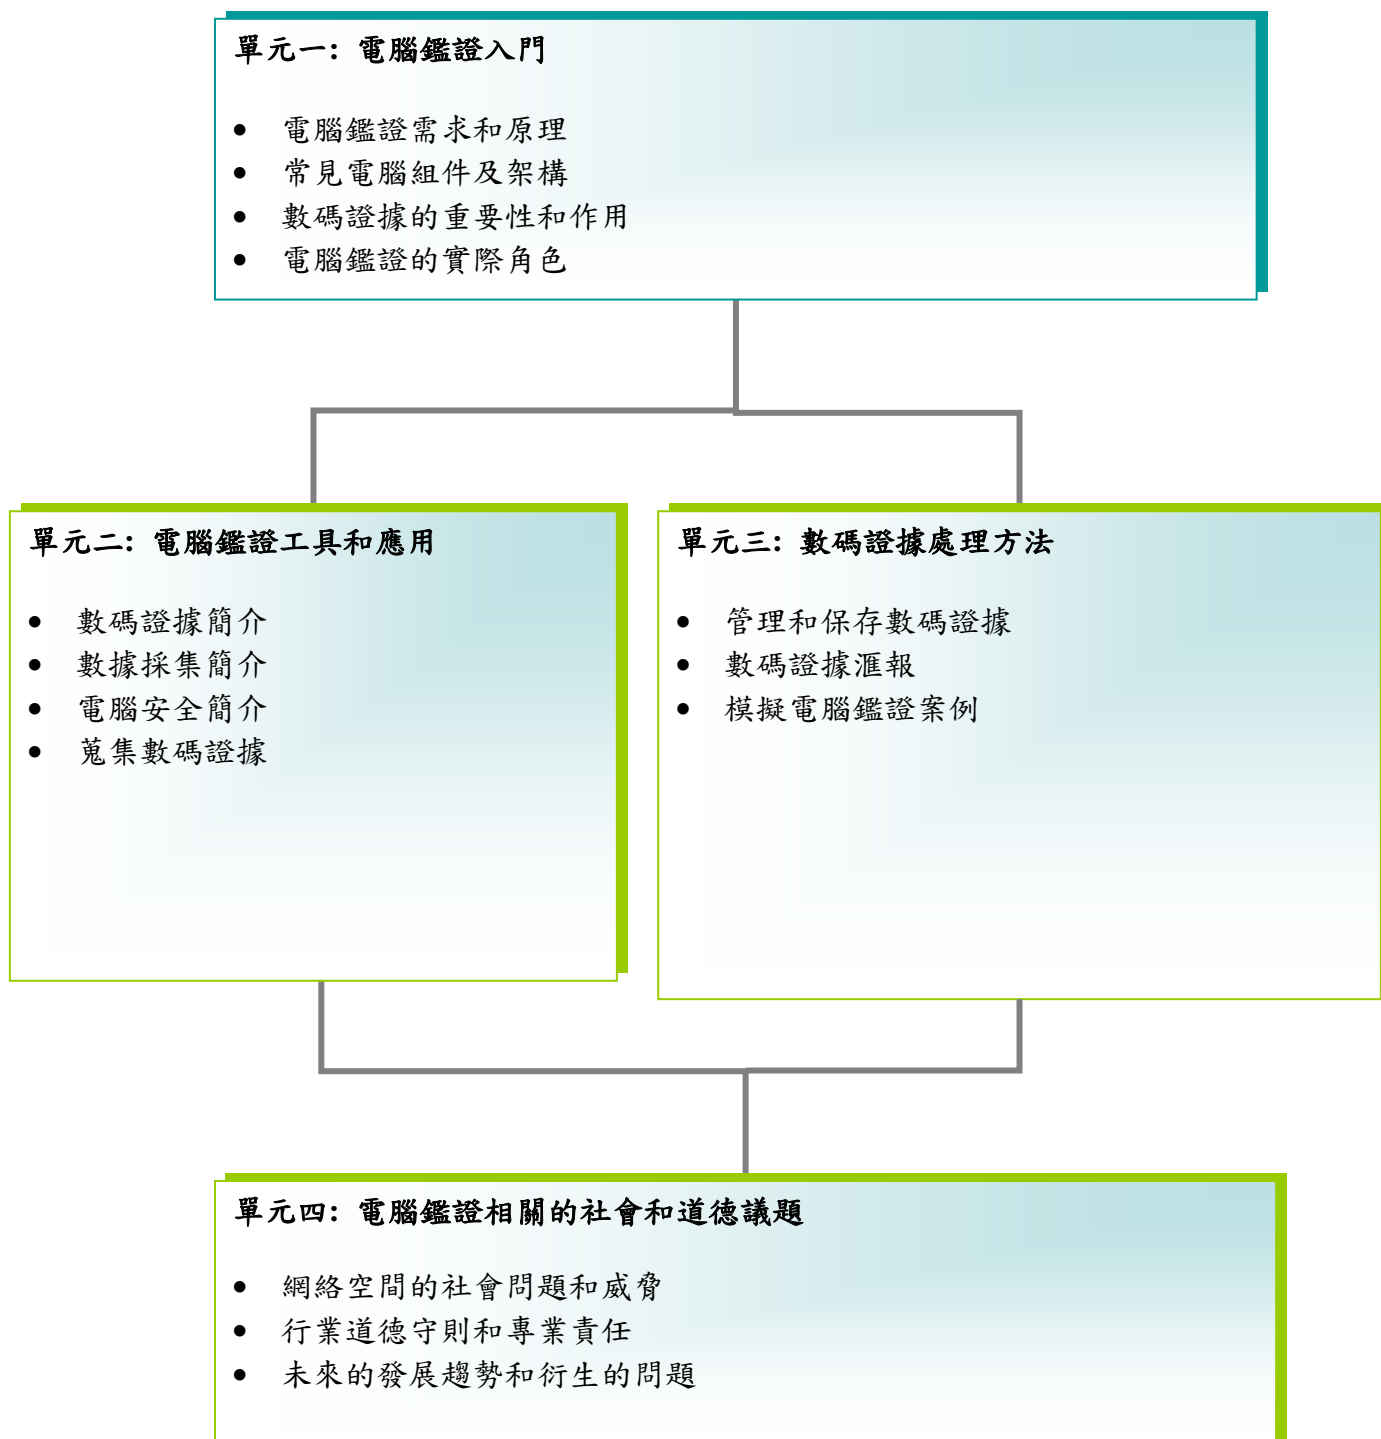 單元一: 電腦鑑證入門
• 電腦鑑證需求和原理
• 常見電腦組件及架構
• 數碼證據的重要性和作用
• 電腦鑑證的實際角色
單元二: 電腦鑑證工具和應用
• 數碼證據簡介
• 數據採集簡介
• 電腦安全簡介
• 蒐集數碼證據
單元三: 數碼證據處理方法
• 管理和保存數碼證據
• 數碼證據滙報
• 模擬電腦鑑證案例
單元四: 電腦鑑證相關的社會和道德議題
• 網絡空間的社會問題和威脅
• 行業道德守則和專業責任
• 未來的發展趨勢和衍生的問題